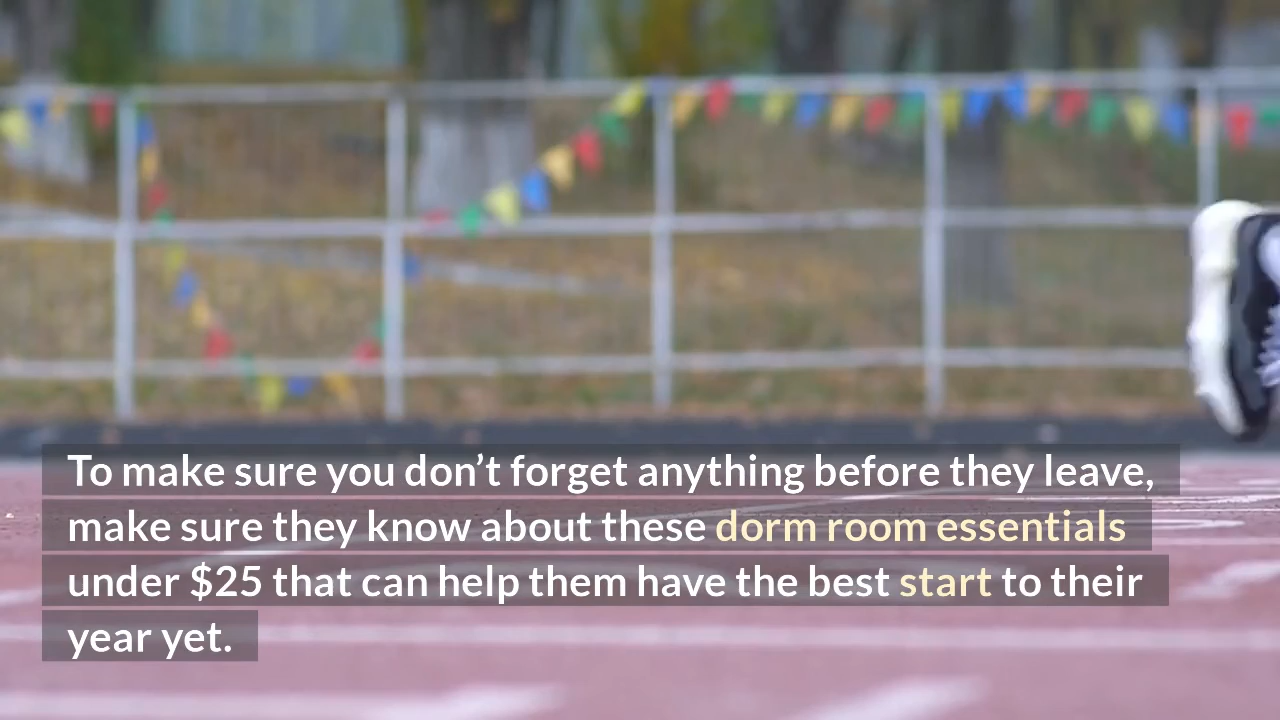 To make sure you don’t forget anything before they leave,
make sure they know about these dorm room essentials
under $25 that can help them have the best start to their
year yet.